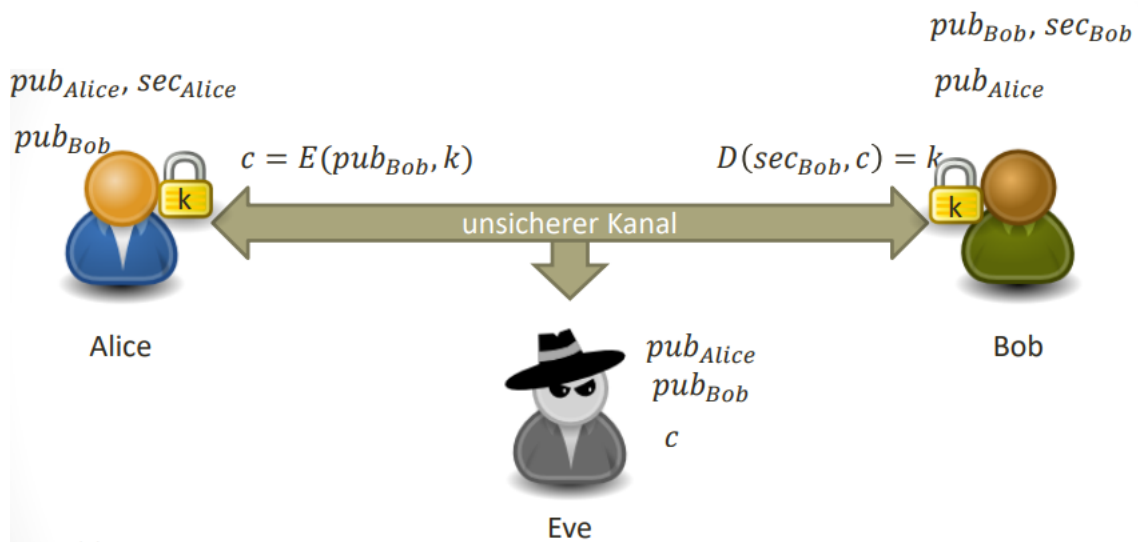 pub_Bob, sec_Bob
pub_Alice, sec_Alice
pub_Alice
pub_Bob
c = E(pub_Bob, k)
D(sec_Bob, c) = k
k
k
unsicherer Kanal
Alice
Bob
pub_Alice
pub_Bob
c
Eve